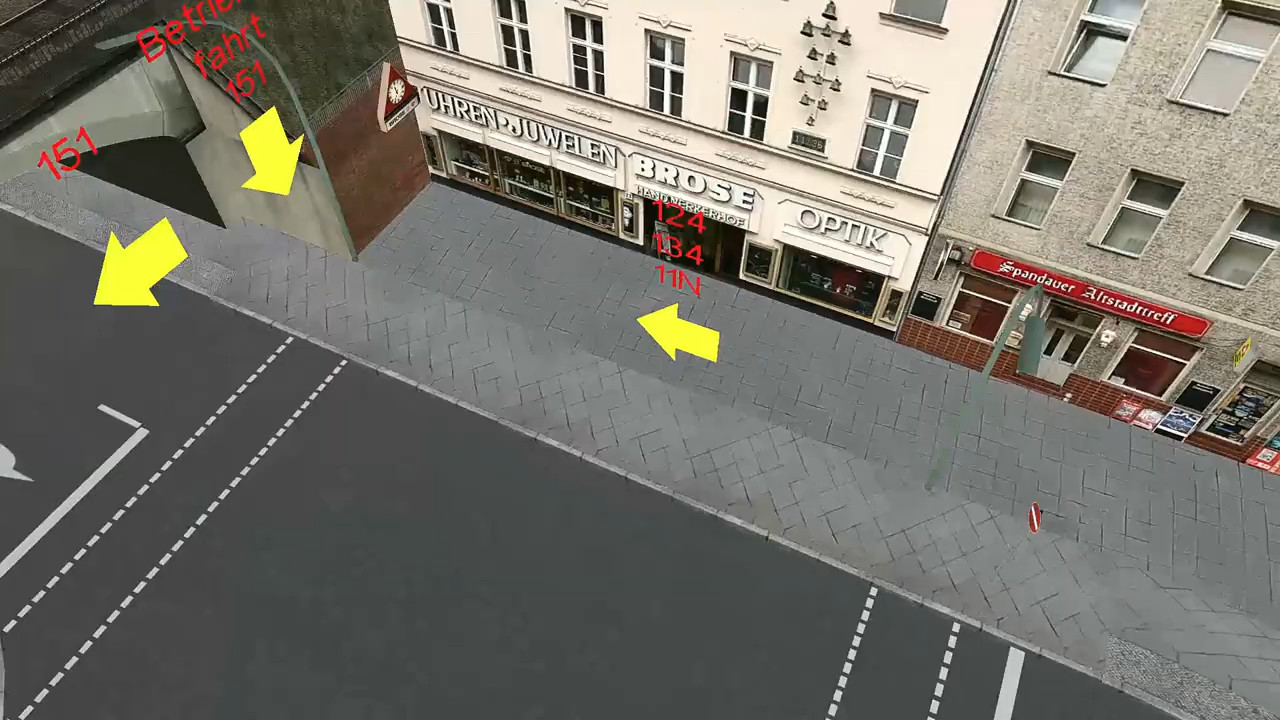 Betriebs
fahrt
151
151
UHREN·JUWELEN
BROSE
HANDWERKERHOF
OPTIK
124
134
11N
Spandauer Altstadttreff